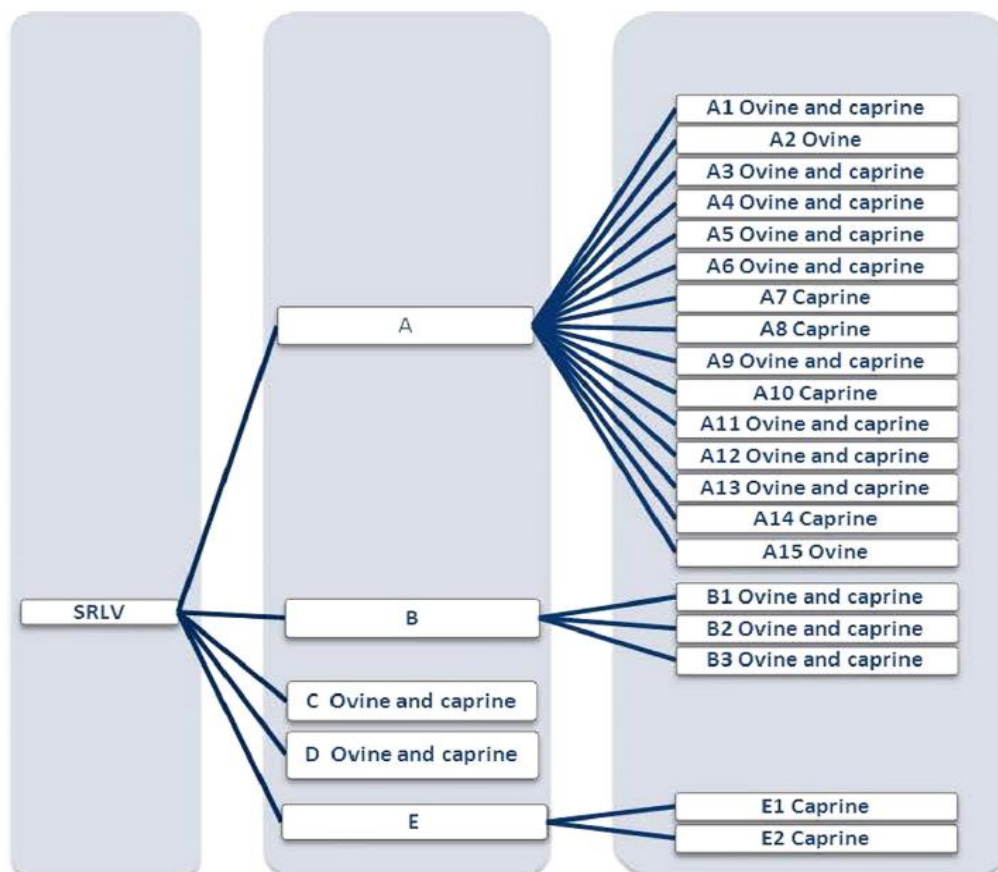 SRLV
A
B
C Ovine and caprine
D Ovine and caprine
E
A1 Ovine and caprine
A2 Ovine
A3 Ovine and caprine
A4 Ovine and caprine
A5 Ovine and caprine
A6 Ovine and caprine
A7 Caprine
A8 Caprine
A9 Ovine and caprine
A10 Caprine
A11 Ovine and caprine
A12 Ovine and caprine
A13 Ovine and caprine
A14 Caprine
A15 Ovine
B1 Ovine and caprine
B2 Ovine and caprine
B3 Ovine and caprine
E1 Caprine
E2 Caprine